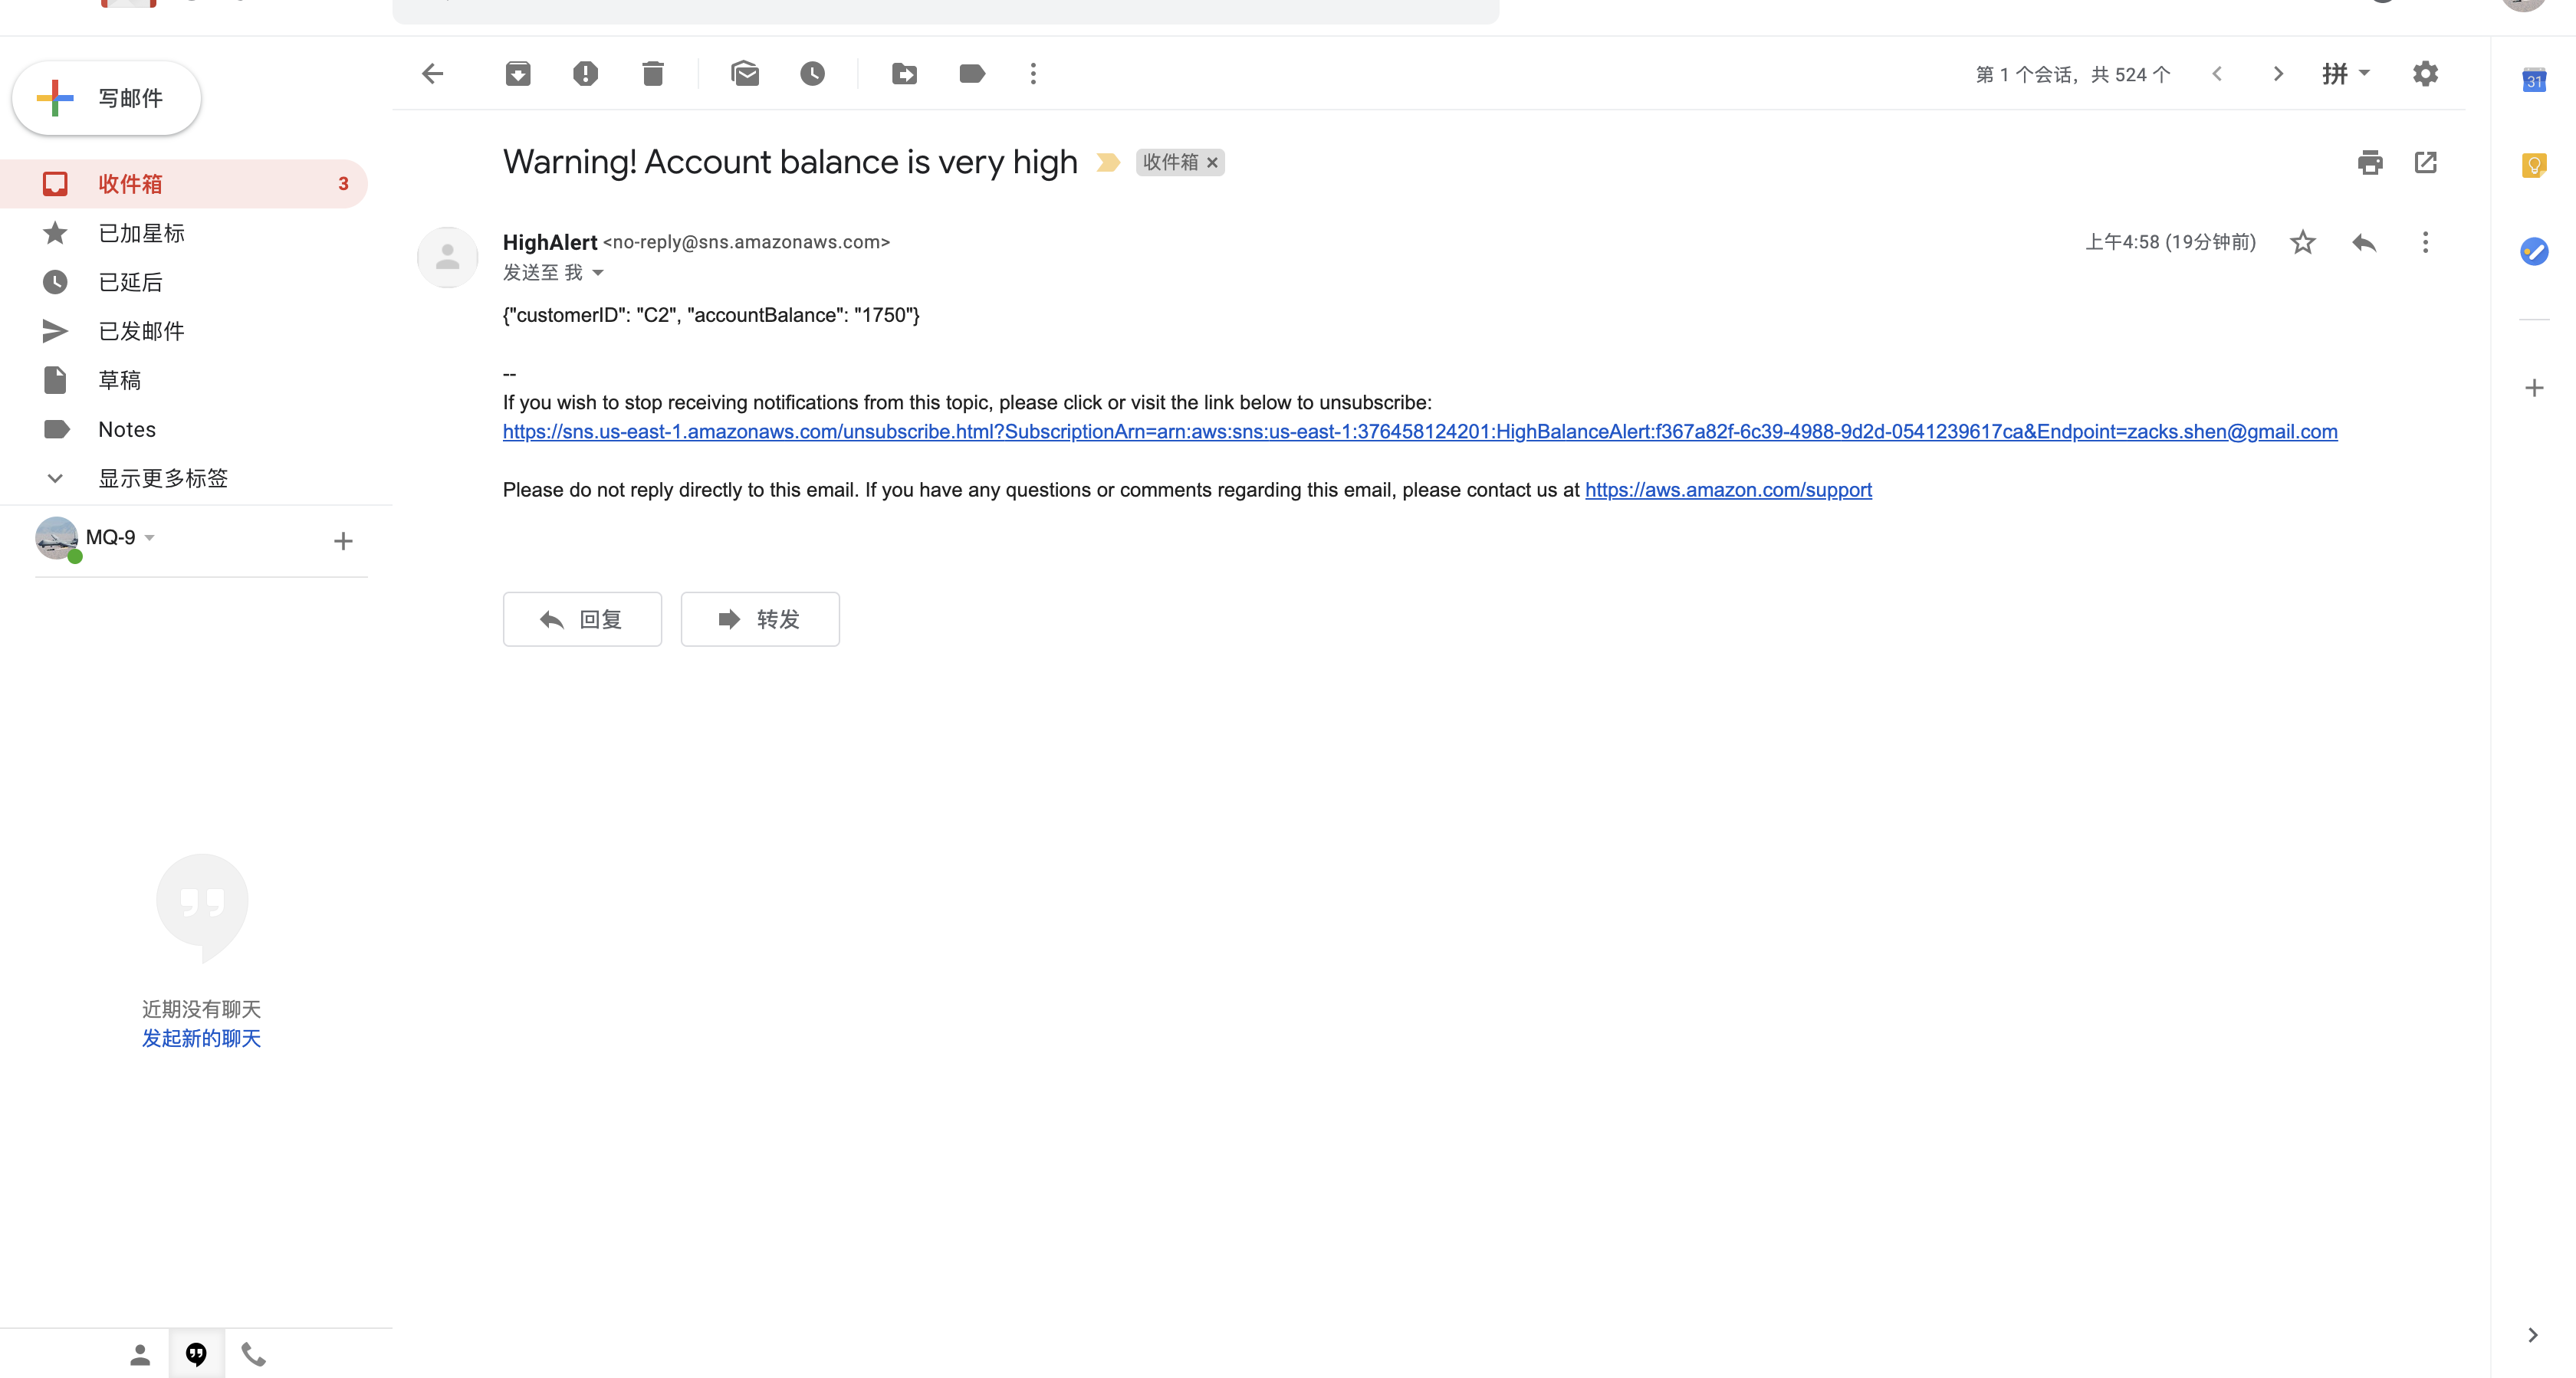 写邮件
第 1 个会话，共 524 个
拼
31
收件箱 3
已加星标
已延后
已发邮件
草稿
Notes
显示更多标签
MQ-9
近期没有聊天
发起新的聊天
Warning! Account balance is very high 收件箱 ×
HighAlert <no-reply@sns.amazonaws.com> 上午4:58 (19分钟前)
发送至 我
{"customerID": "C2", "accountBalance": "1750"}
--
If you wish to stop receiving notifications from this topic, please click or visit the link below to unsubscribe:
https://sns.us-east-1.amazonaws.com/unsubscribe.html?SubscriptionArn=arn:aws:sns:us-east-1:376458124201:HighBalanceAlert:f367a82f-6c39-4988-9d2d-0541239617ca&Endpoint=zacks.shen@gmail.com
Please do not reply directly to this email. If you have any questions or comments regarding this email, please contact us at https://aws.amazon.com/support
回复
转发